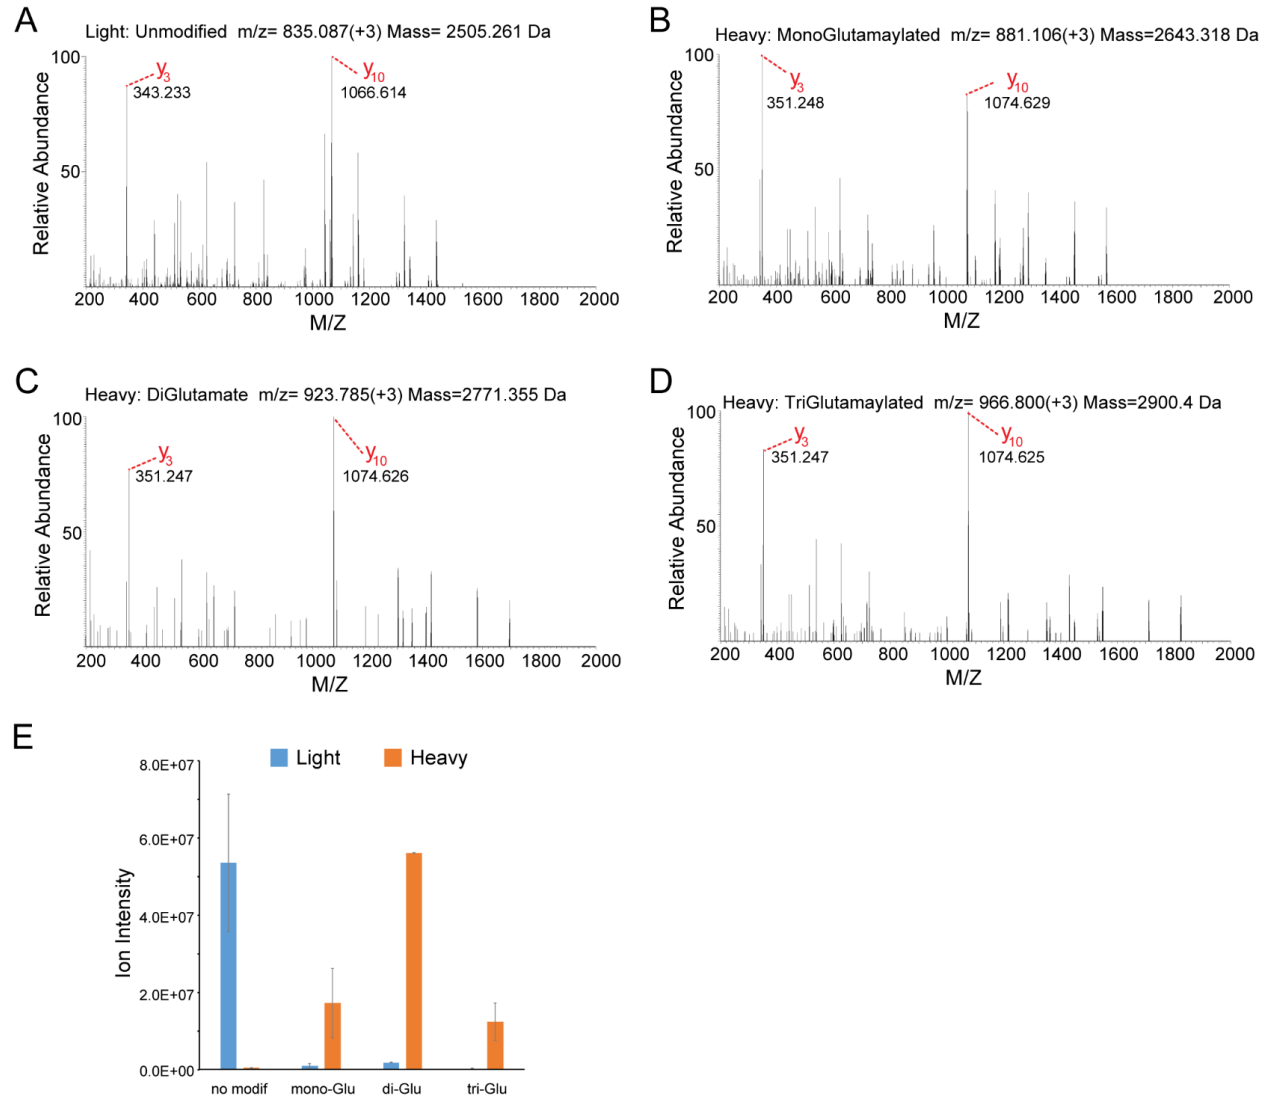 A
Light: Unmodified m/z= 835.087(+3) Mass= 2505.261 Da
100
50
Relative Abundance
y3
343.233
y10
1066.614
200 400 600 800 1000 1200 1400 1600 1800 2000
M/Z
B
Heavy: MonoGlutamaylated m/z= 881.106(+3) Mass=2643.318 Da
100
50
Relative Abundance
y3
351.248
y10
1074.629
200 400 600 800 1000 1200 1400 1600 1800 2000
M/Z
C
Heavy: DiGlutamate m/z= 923.785(+3) Mass=2771.355 Da
100
50
Relative Abundance
y3
351.247
y10
1074.626
200 400 600 800 1000 1200 1400 1600 1800 2000
M/Z
D
Heavy: TriGlutamaylated m/z= 966.800(+3) Mass=2900.4 Da
100
50
Relative Abundance
y3
351.247
y10
1074.625
200 400 600 800 1000 1200 1400 1600 1800 2000
M/Z
E
Light Heavy
8.0E+07
6.0E+07
4.0E+07
2.0E+07
0.0E+00
Ion Intensity
no modif mono-Glu di-Glu tri-Glu